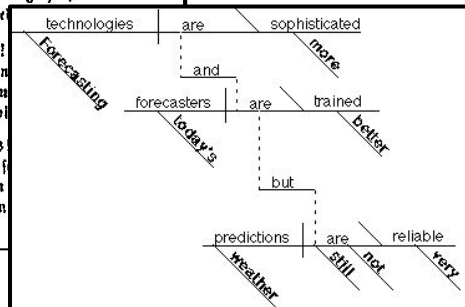 technologies are sophisticated
Forecasting more
and
forecasters are trained
today's better
but
predictions are reliable
weather still not very